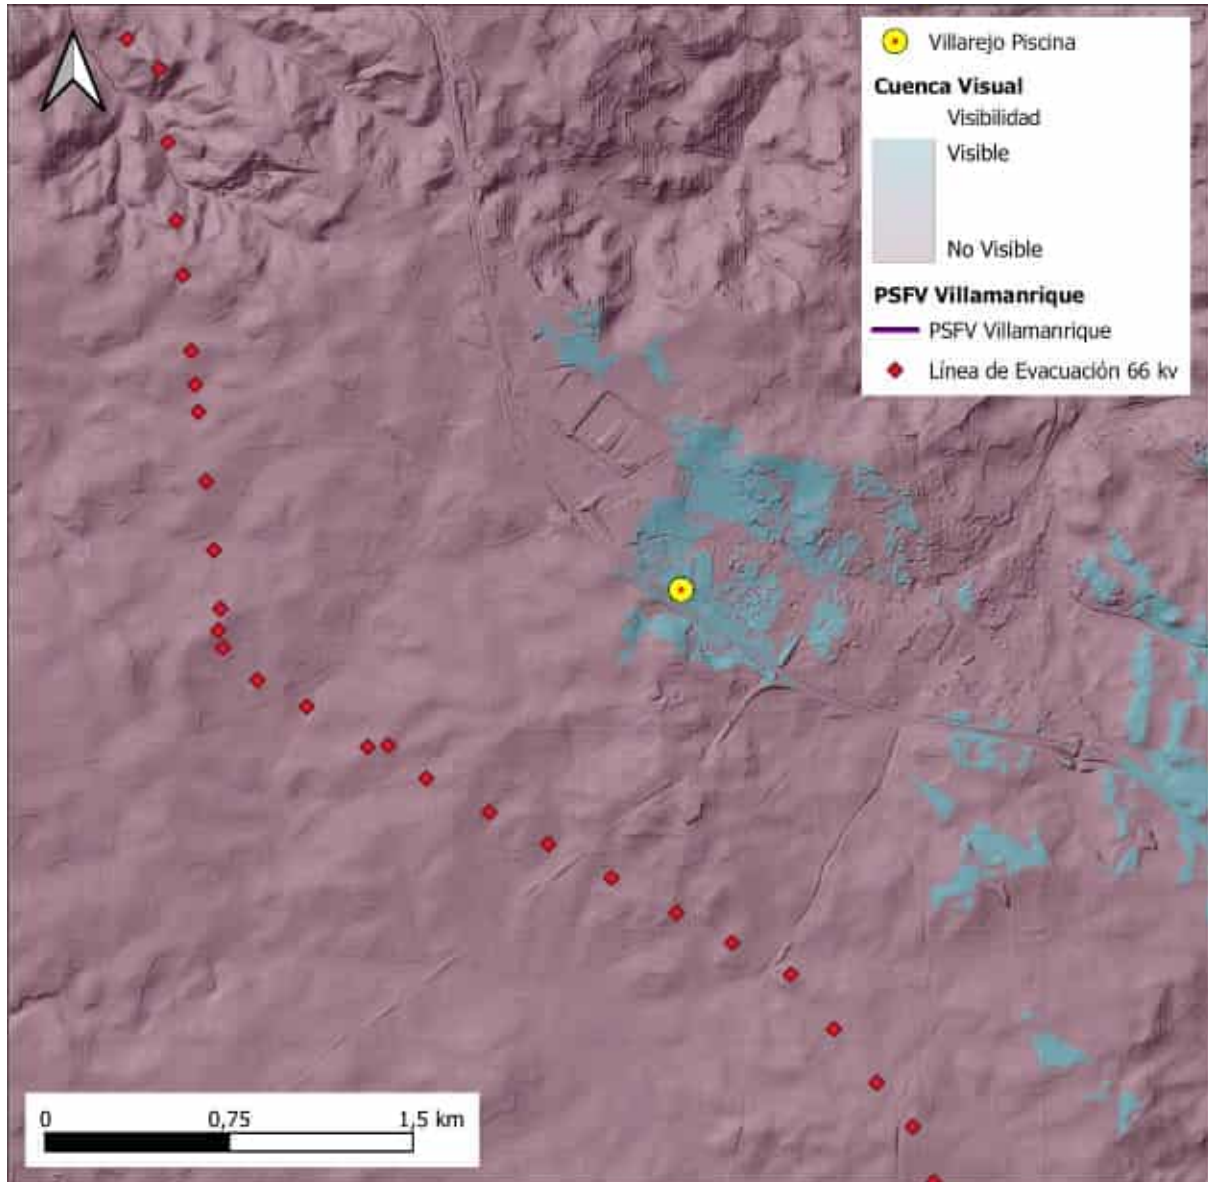 Villarejo Piscina
Cuenca Visual
Visibilidad
Visible
No Visible
PSFV Villamanrique
PSFV Villamanrique
Línea de Evacuación 66 kv
0 0,75 1,5 km